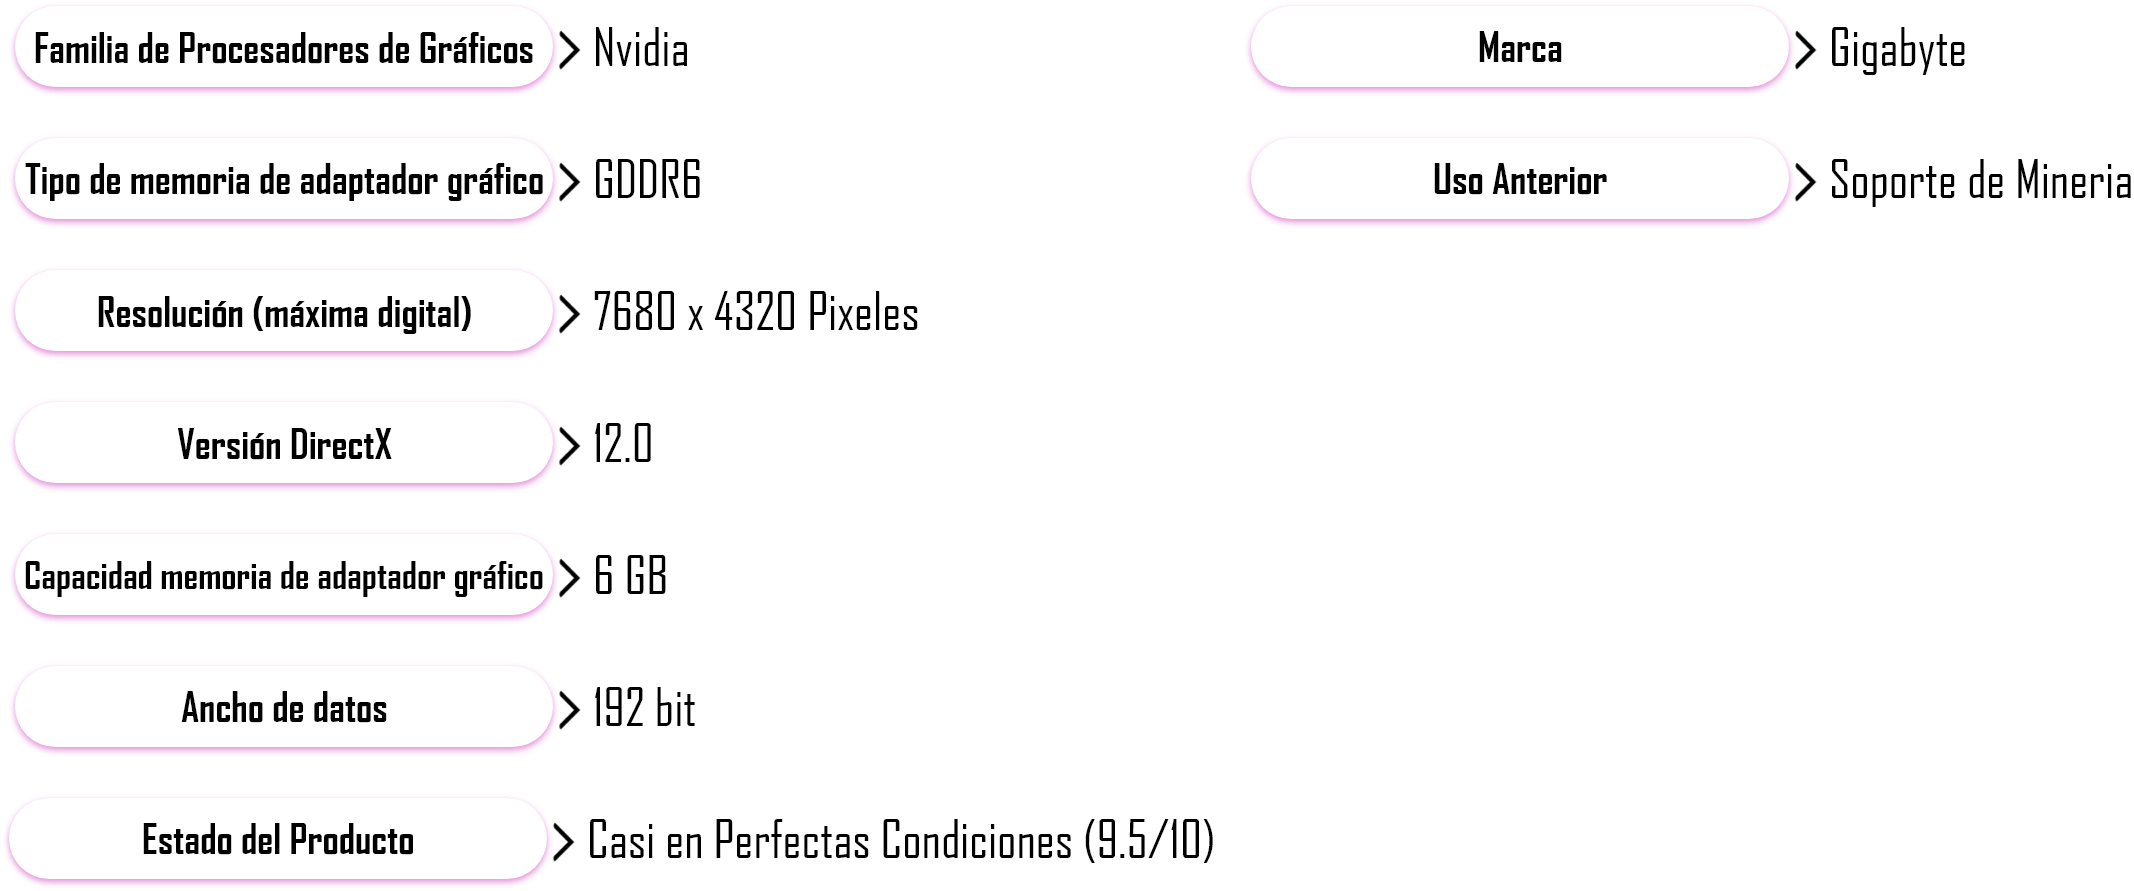 Familia de Procesadores de Gráficos > Nvidia
Tipo de memoria de adaptador gráfico > GDDR6
Resolución (máxima digital) > 7680 x 4320 Pixeles
Versión DirectX > 12.0
Capacidad memoria de adaptador gráfico > 6 GB
Ancho de datos > 192 bit
Estado del Producto > Casi en Perfectas Condiciones (9.5/10)
Marca > Gigabyte
Uso Anterior > Soporte de Mineria